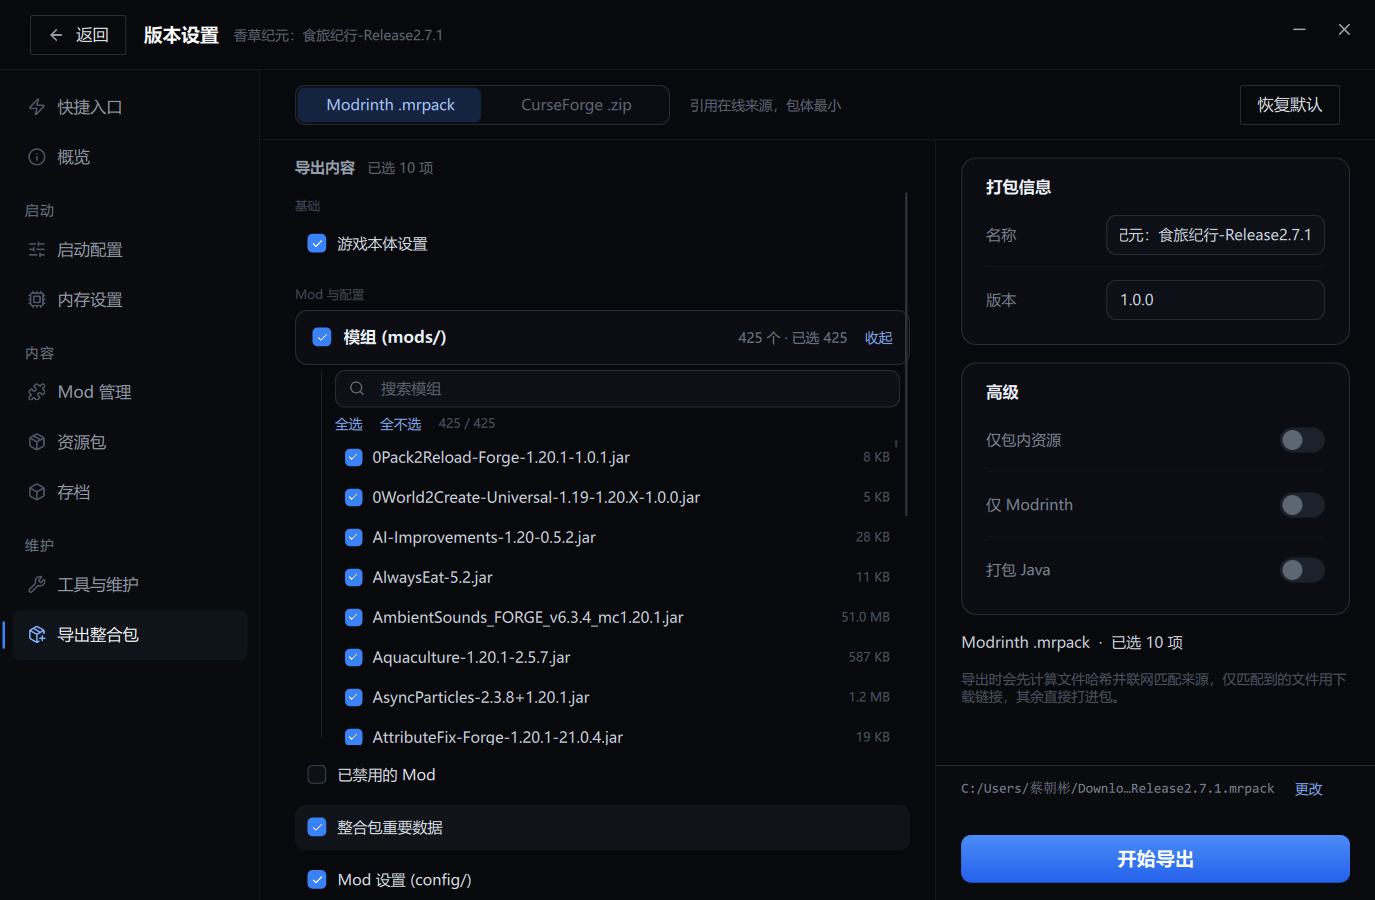 返回
版本设置
香草纪元：食旅纪行-Release2.7.1
快捷入口
概览
启动
启动配置
内存设置
内容
Mod 管理
资源包
存档
维护
工具与维护
导出整合包
Modrinth .mrpack
CurseForge .zip
引用在线来源，包体最小
恢复默认
导出内容
已选 10 项
基础
游戏本体设置
Mod 与配置
模组 (mods/)
425 个 · 已选 425
收起
搜索模组
全选
全不选
425 / 425
0Pack2Reload-Forge-1.20.1-1.0.1.jar
8 KB
0World2Create-Universal-1.19-1.20.X-1.0.0.jar
5 KB
AI-Improvements-1.20-0.5.2.jar
28 KB
AlwaysEat-5.2.jar
11 KB
AmbientSounds_FORGE_v6.3.4_mc1.20.1.jar
51.0 MB
Aquaculture-1.20.1-2.5.7.jar
587 KB
AsyncParticles-2.3.8+1.20.1.jar
1.2 MB
AttributeFix-Forge-1.20.1-21.0.4.jar
19 KB
已禁用的 Mod
整合包重要数据
Mod 设置 (config/)
打包信息
名称
纪元：食旅纪行-Release2.7.1
版本
1.0.0
高级
仅包内资源
仅 Modrinth
打包 Java
Modrinth .mrpack · 已选 10 项
导出时会先计算文件哈希并联网匹配来源，仅匹配到的文件用下
载链接，其余直接打进包。
C:/Users/蔡朝彬/Downlo…Release2.7.1.mrpack
更改
开始导出